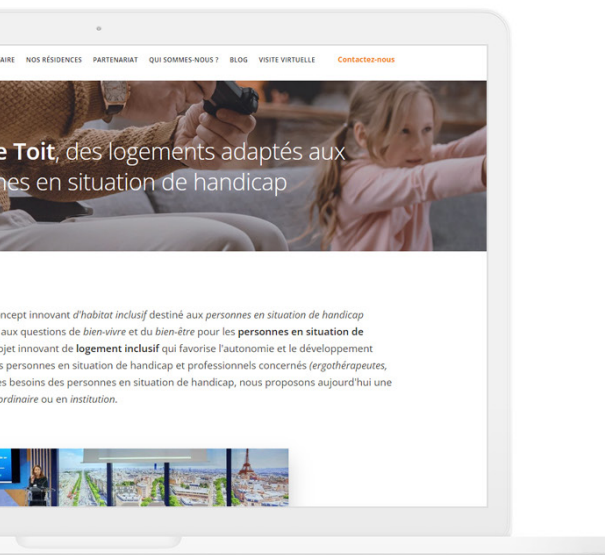 AIRE NOS RÉSIDENCES PARTENARIAT QUI SOMMES-NOUS ? BLOG VISITE VIRTUELLE Contactez-nous
e Toit, des logements adaptés aux
nes en situation de handicap
ncept innovant d'habitat inclusif destiné aux personnes en situation de handicap
aux questions de bien-vivre et du bien-être pour les personnes en situation de
ojet innovant de logement inclusif qui favorise l'autonomie et le développement
s personnes en situation de handicap et professionnels concernés (ergothérapeutes,
es besoins des personnes en situation de handicap, nous proposons aujourd'hui une
ordinaire ou en institution.